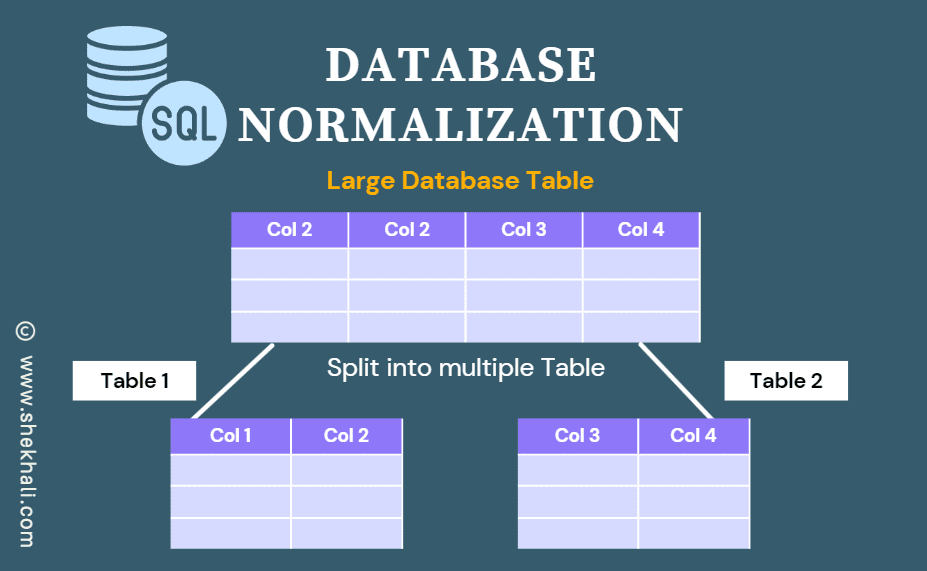 SQL
DATABASE
NORMALIZATION
Large Database Table
Col 2 Col 2 Col 3 Col 4
Split into multiple Table
Table 1
Table 2
Col 1 Col 2
Col 3 Col 4
© www.shekhali.com